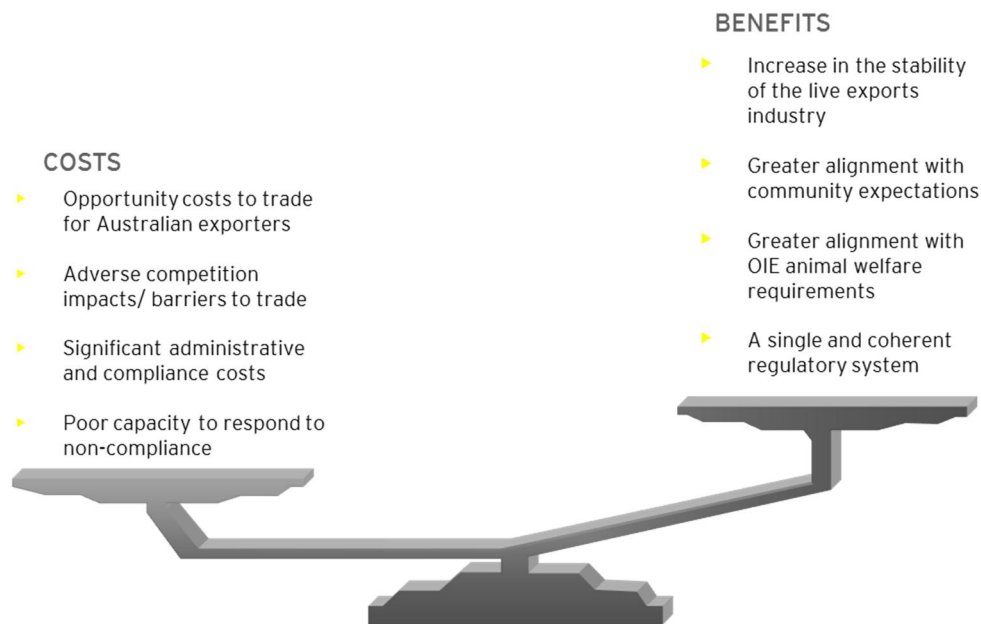 COSTS
Opportunity costs to trade
for Australian exporters
Adverse competition
impacts/ barriers to trade
Significant administrative
and compliance costs
Poor capacity to respond to
non-compliance
BENEFITS
Increase in the stability
of the live exports
industry
Greater alignment with
community expectations
Greater alignment with
OIE animal welfare
requirements
A single and coherent
regulatory system